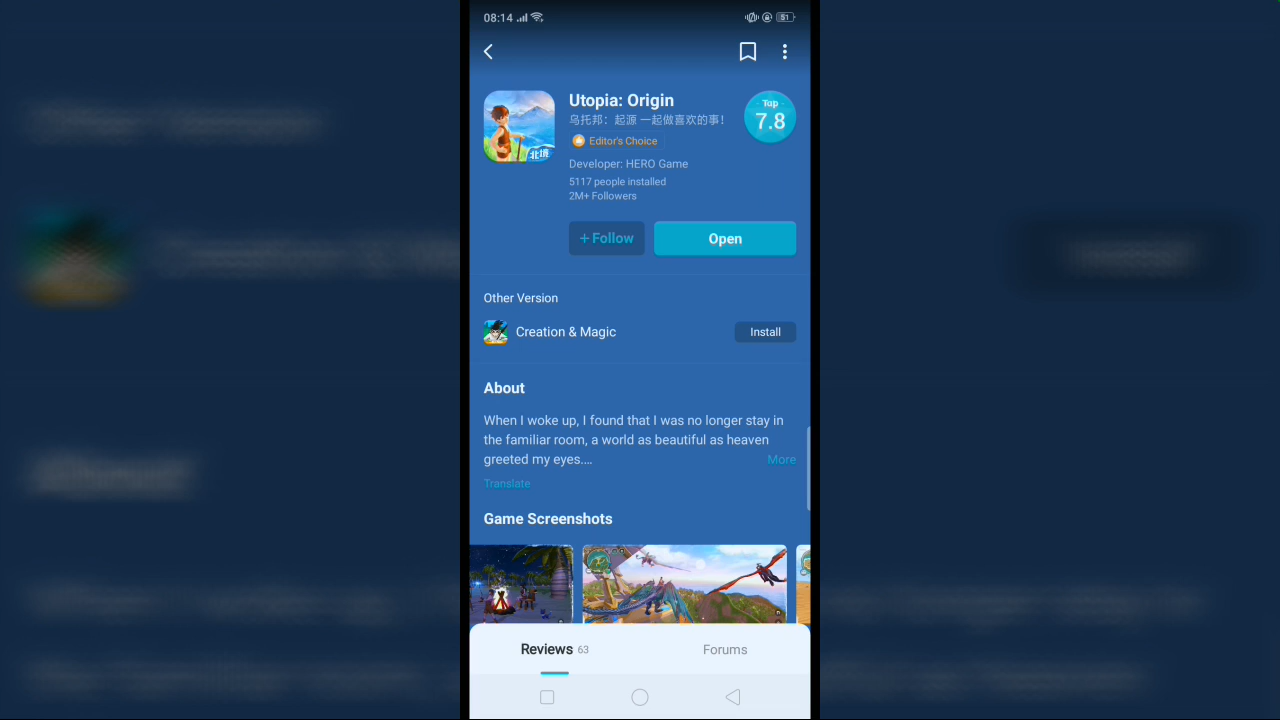 08:14
51
Utopia: Origin
乌托邦：起源 一起做喜欢的事!
Tap
7.8
Editor's Choice
Developer: HERO Game
5117 people installed
2M+ Followers
+ Follow
Open
北境
Other Version
Creation & Magic
Install
About
When I woke up, I found that I was no longer stay in
the familiar room, a world as beautiful as heaven
greeted my eyes....
More
Translate
Game Screenshots
Reviews 63
Forums